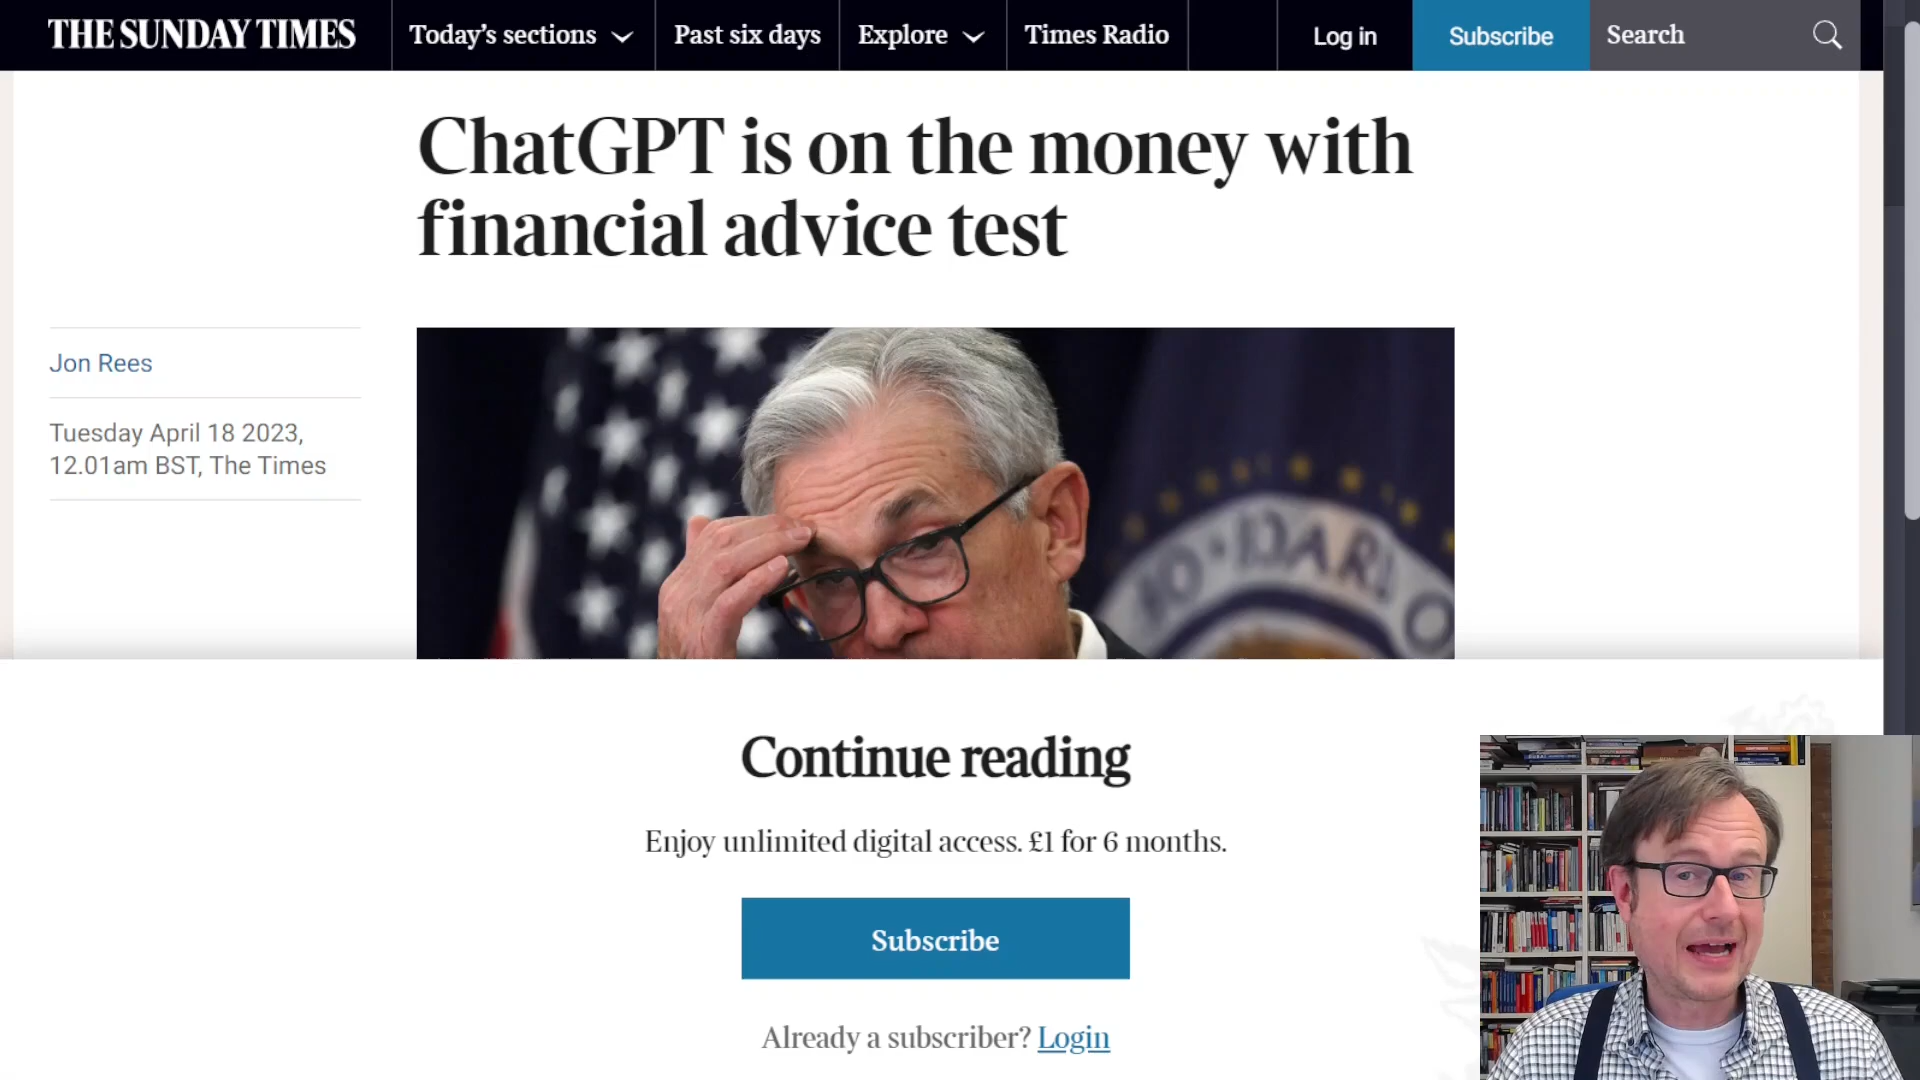 THE SUNDAY TIMES
Today's sections
Past six days
Explore
Times Radio
Log in
Subscribe
Search
ChatGPT is on the money with
financial advice test
Jon Rees
Tuesday April 18 2023,
12.01am BST, The Times
Continue reading
Enjoy unlimited digital access. £1 for 6 months.
Subscribe
Already a subscriber? Login